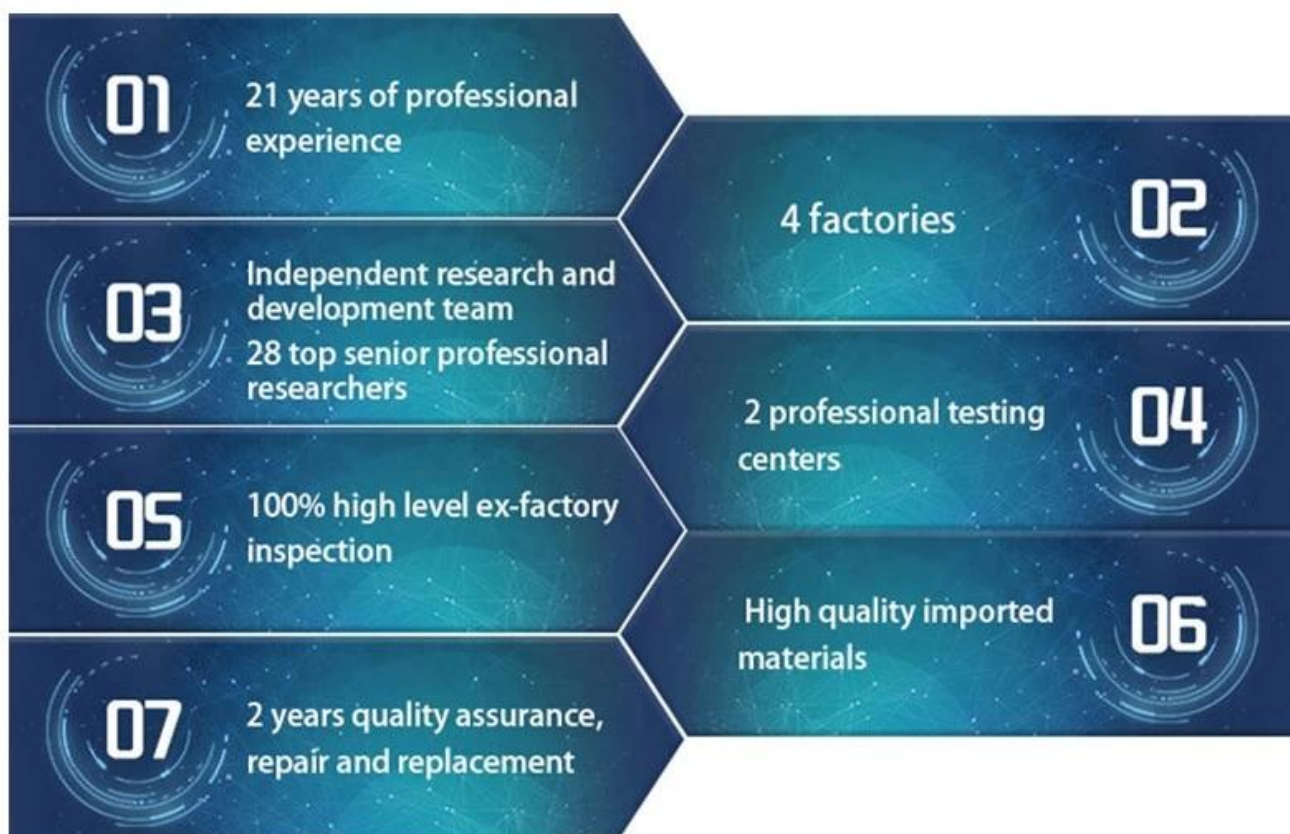 01
21 years of professional
experience
02
4 factories
03
Independent research and
development team
28 top senior professional
researchers
04
2 professional testing
centers
05
100% high level ex-factory
inspection
06
High quality imported
materials
07
2 years quality assurance,
repair and replacement